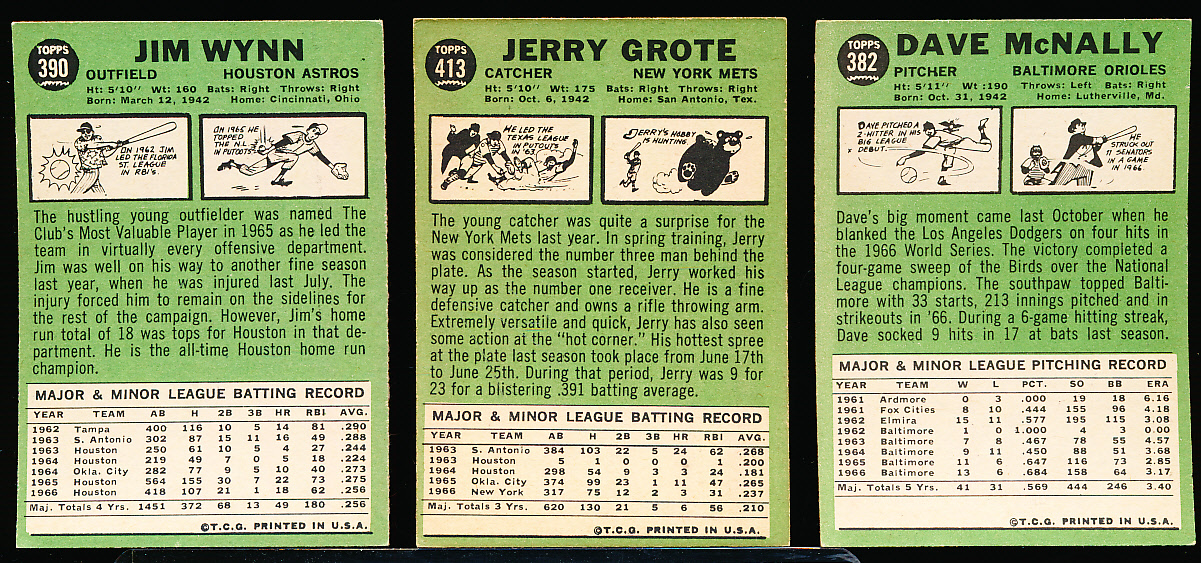 TOPPS
390
JIM WYNN
OUTFIELD HOUSTON ASTROS
Ht: 5'10" Wt: 160 Bats: Right Throws: Right
Born: March 12, 1942 Home: Cincinnati, Ohio
IN 1962 JIM
LED THE FLORIDA
ST. LEAGUE
IN RBI'S.
IN 1965 HE
TOPPED
THE N.L.
IN PUTOUTS
The hustling young outfielder was named The
Club's Most Valuable Player in 1965 as he led the
team in virtually every offensive department.
Jim was well on his way to another fine season
last year, when he was injured last July. The
injury forced him to remain on the sidelines for
the rest of the campaign. However, Jim's home
run total of 18 was tops for Houston in that de-
partment. He is the all-time Houston home run
champion.
MAJOR & MINOR LEAGUE BATTING RECORD
YEAR TEAM AB H 2B 3B HR RBI AVG.
1962 Tampa 400 116 10 5 14 81 .290
1963 S. Antonio 302 87 15 11 16 49 .288
1963 Houston 250 61 10 5 4 27 .244
1964 Houston 219 49 7 0 5 18 .224
1964 Okla. City 282 77 9 5 10 40 .273
1965 Houston 564 155 30 7 22 73 .275
1966 Houston 418 107 21 1 18 62 .256
Maj. Totals 4 Yrs. 1451 372 68 13 49 180 .256
©T.C.G. PRINTED IN U.S.A.
TOPPS
413
JERRY GROTE
CATCHER NEW YORK METS
Ht: 5'10" Wt: 175 Bats: Right Throws: Right
Born: Oct. 6, 1942 Home: San Antonio, Tex.
HE LED THE
TEXAS LEAGUE
IN PUTOUTS
IN '63
JERRY'S HOBBY
IS HUNTING.
The young catcher was quite a surprise for the
New York Mets last year. In spring training, Jerry
was considered the number three man behind the
plate. As the season started, Jerry worked his
way up as the number one receiver. He is a fine
defensive catcher and owns a rifle throwing arm.
Extremely versatile and quick, Jerry has also seen
some action at the "hot corner." His hottest spree
at the plate last season took place from June 17th
to June 25th. During that period, Jerry was 9 for
23 for a blistering .391 batting average.
MAJOR & MINOR LEAGUE BATTING RECORD
YEAR TEAM AB H 2B 3B HR RBI AVG.
1963 S. Antonio 384 103 22 5 24 62 .268
1963 Houston 5 1 0 0 0 1 .200
1964 Houston 298 54 9 3 3 24 .181
1965 Okla. City 374 99 23 1 11 47 .265
1966 New York 317 75 12 2 3 31 .237
Maj. Totals 3 Yrs. 620 130 21 5 6 56 .210
©T.C.G. PRINTED IN U.S.A.
TOPPS
382
DAVE McNALLY
PITCHER BALTIMORE ORIOLES
Ht: 5'11" Wt :190 Throws: Left Bats: Right
Born: Oct. 31, 1942 Home: Lutherville, Md.
DAVE PITCHED A
2-HITTER IN HIS
BIG LEAGUE
DEBUT.
HE
STRUCK OUT
11 SENATORS
IN A GAME
IN 1966.
Dave's big moment came last October when he
blanked the Los Angeles Dodgers on four hits in
the 1966 World Series. The victory completed a
four-game sweep of the Birds over the National
League champions. The southpaw topped Balti-
more with 33 starts, 213 innings pitched and in
strikeouts in '66. During a 6-game hitting streak,
Dave socked 9 hits in 17 at bats last season.
MAJOR & MINOR LEAGUE PITCHING RECORD
YEAR TEAM W L PCT. SO BB ERA
1961 Ardmore 0 3 .000 19 18 6.16
1961 Fox Cities 8 10 .444 155 96 4.18
1962 Elmira 15 11 .577 195 115 3.08
1962 Baltimore 1 0 1.000 4 3 0.00
1963 Baltimore 7 8 .467 78 55 4.57
1964 Baltimore 9 11 .450 88 51 3.68
1965 Baltimore 11 6 .647 116 73 2.85
1966 Baltimore 13 6 .684 158 64 3.17
Maj. Totals 5 Yrs. 41 31 .569 444 246 3.40
©T.C.G. PRINTED IN U.S.A.